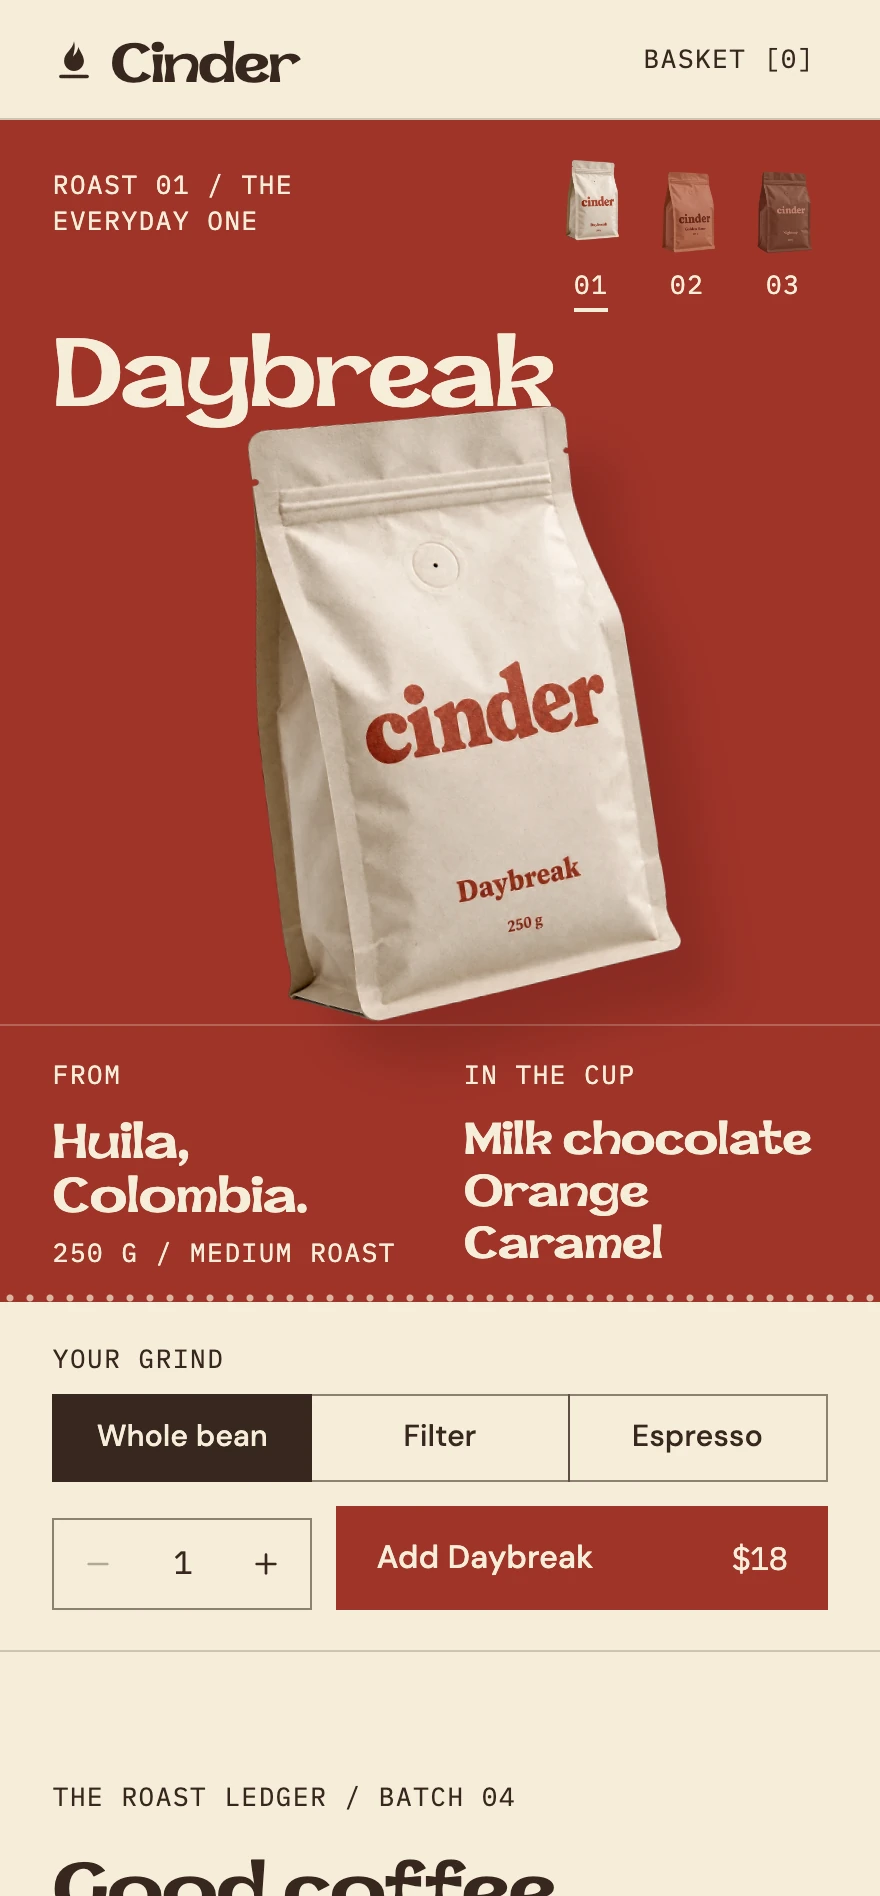 Cinder
BASKET [0]
ROAST 01 / THE
EVERYDAY ONE
cinder
Daybreak
cinder
cinder
01
02
03
Daybreak
cinder
Daybreak
250 g
FROM
Huila,
Colombia.
250 G / MEDIUM ROAST
IN THE CUP
Milk chocolate
Orange
Caramel
YOUR GRIND
Whole bean
Filter
Espresso
1
Add Daybreak
$18
THE ROAST LEDGER / BATCH 04
Good coffee